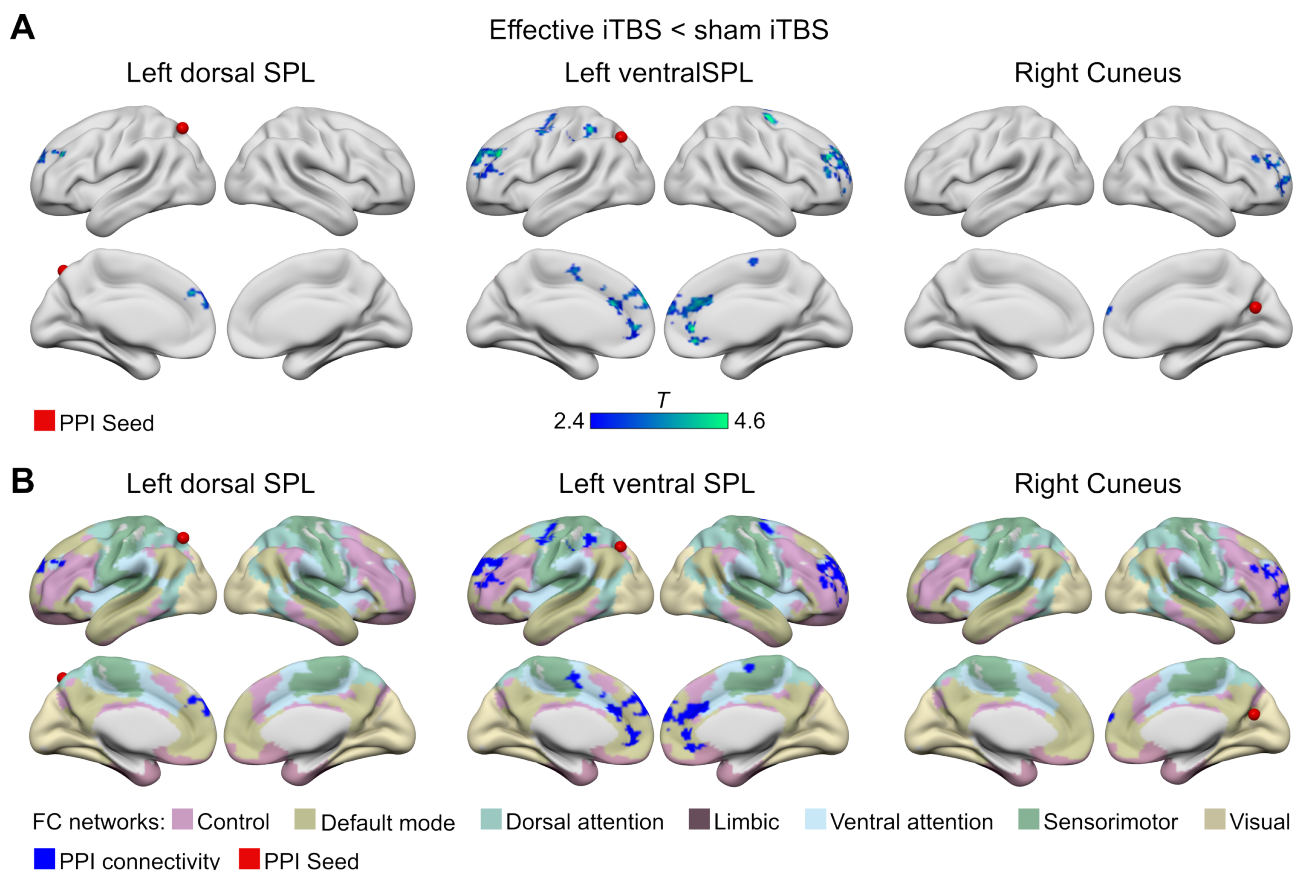 A
Effective iTBS < sham iTBS
Left dorsal SPL
Left ventralSPL
Right Cuneus
PPI Seed
T
2.4
4.6
B
Left dorsal SPL
Left ventral SPL
Right Cuneus
FC networks: Control Default mode Dorsal attention Limbic Ventral attention Sensorimotor Visual
PPI connectivity PPI Seed